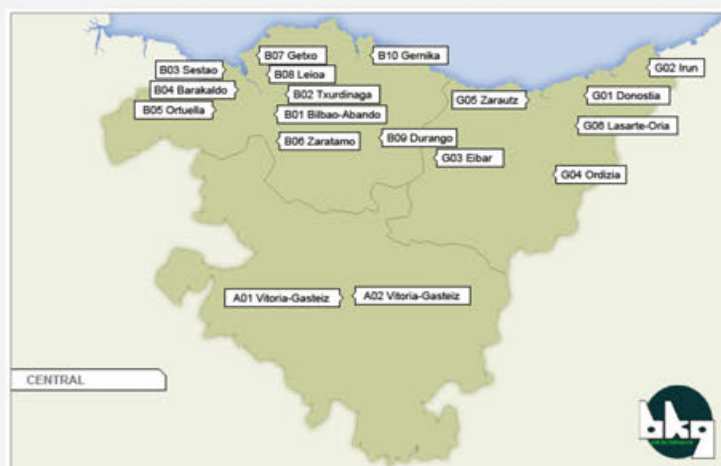 B07 Getxo
B10 Gernika
B03 Sestao
G02 Irun
B08 Leioa
B04 Barakaldo
B02 Txurdinaga
G05 Zarautz
G01 Donostia
B05 Ortuella
B01 Bilbao-Abando
G06 Lasarte-Oria
B06 Zaratamo
B09 Durango
G03 Eibar
G04 Ordizia
A01 Vitoria-Gasteiz
A02 Vitoria-Gasteiz
CENTRAL
bkg